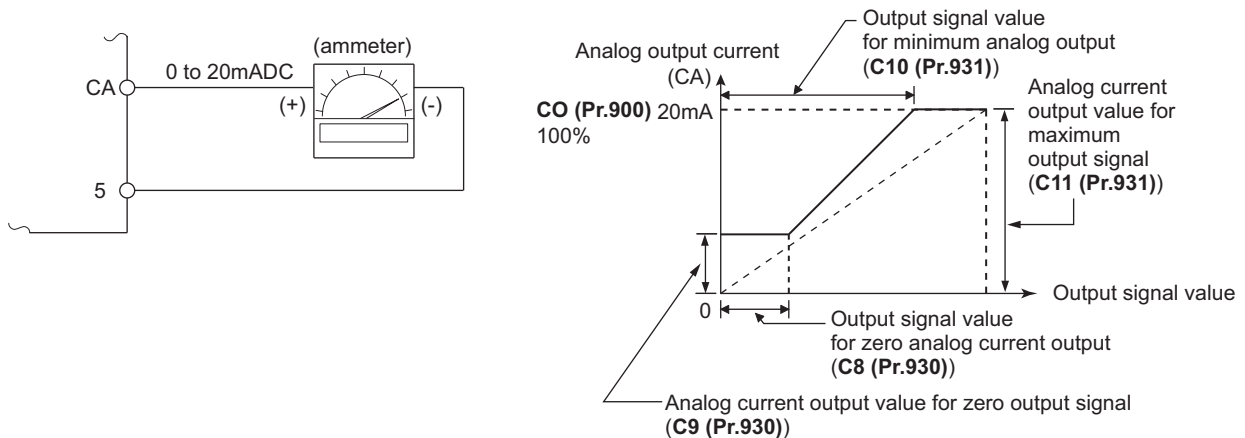 CA
0 to 20mADC
(ammeter)
(+)
(-)
5
Analog output current
(CA)
CO (Pr.900) 20mA
100%
Output signal value
for minimum analog output
(C10 (Pr.931))
Analog current
output value for
maximum
output signal
(C11 (Pr.931))
0
Output signal value
Output signal value
for zero analog current output
(C8 (Pr.930))
Analog current output value for zero output signal
(C9 (Pr.930))